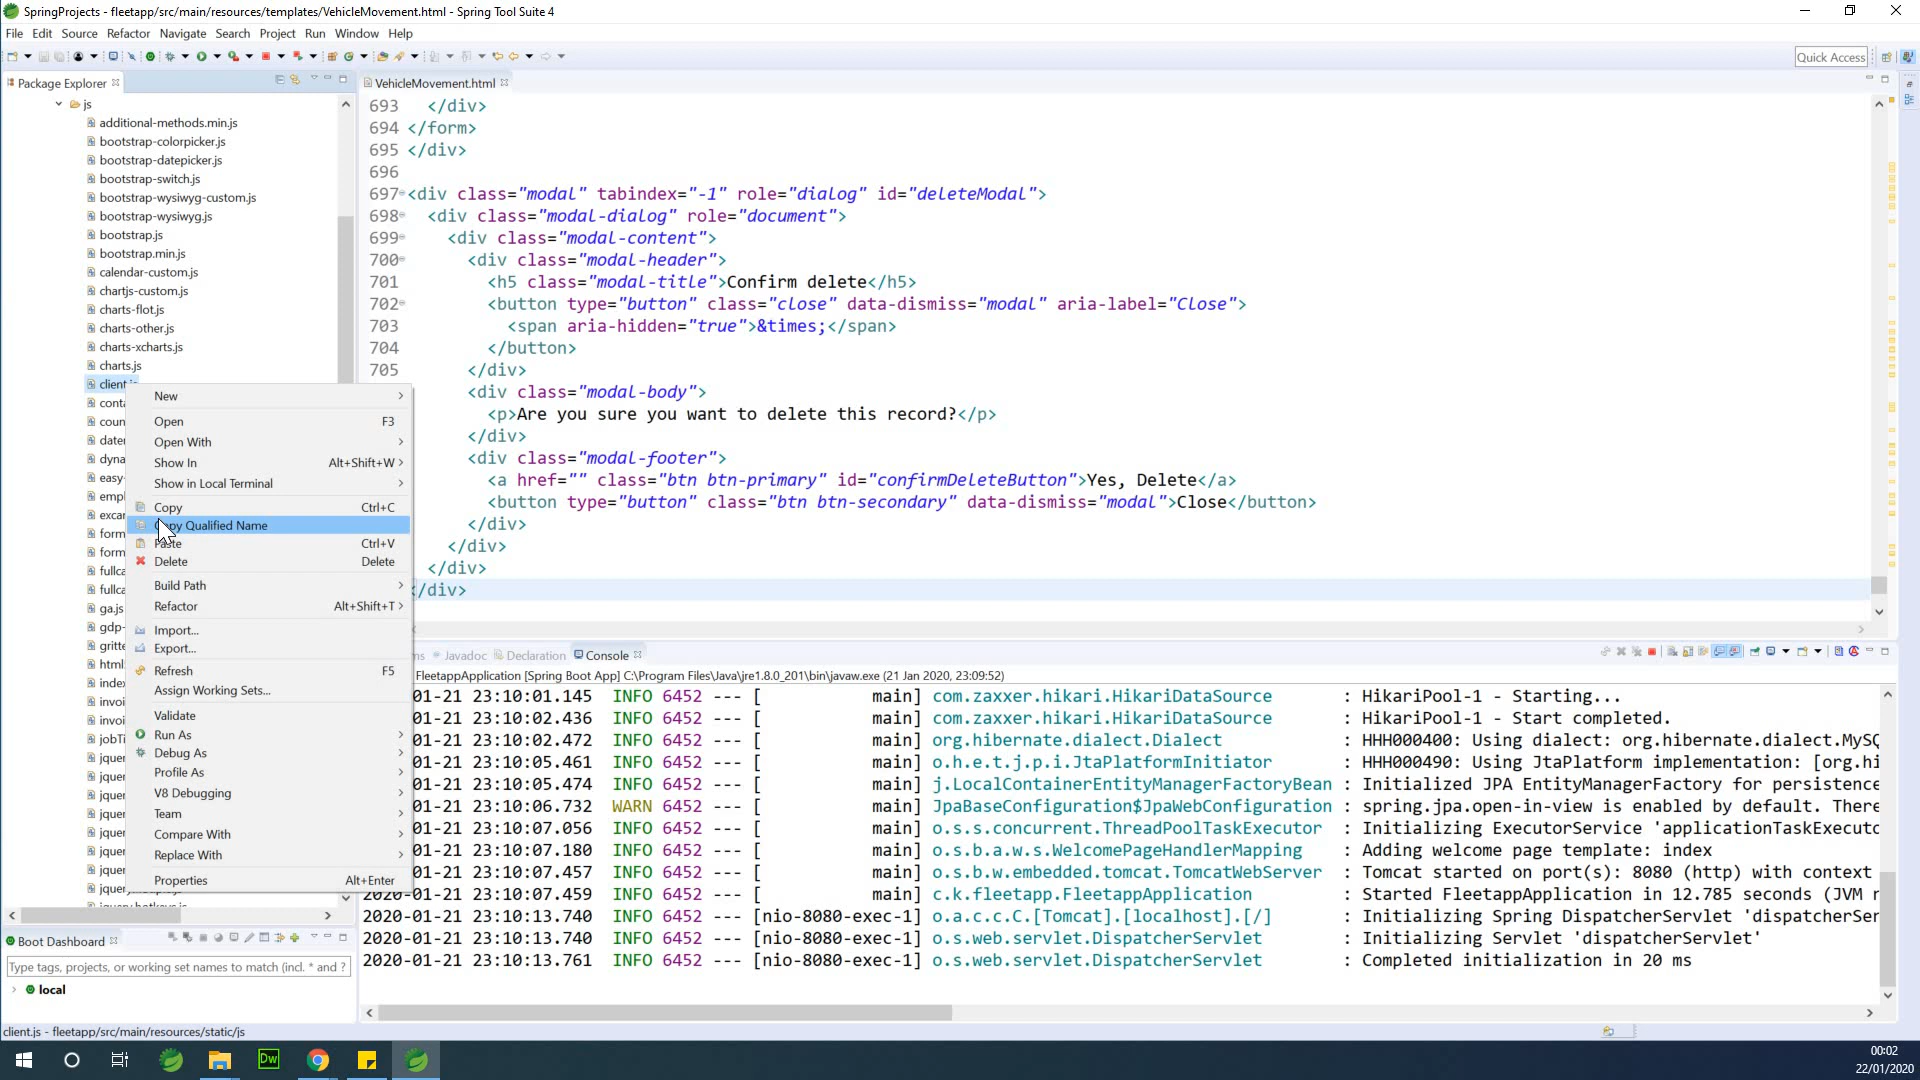 SpringProjects - fleetapp/src/main/resources/templates/VehicleMovement.html - Spring Tool Suite 4
File Edit Source Refactor Navigate Search Project Run Window Help
Quick Access
Package Explorer
js
additional-methods.min.js
bootstrap-colorpicker.js
bootstrap-datepicker.js
bootstrap-switch.js
bootstrap-wysiwyg-custom.js
bootstrap-wysiwyg.js
bootstrap.js
bootstrap.min.js
calendar-custom.js
chartjs-custom.js
charts-flot.js
charts-other.js
charts-xcharts.js
charts.js
client.js
ga.js
New
Open F3
Open With
Show In Alt+Shift+W
Show in Local Terminal
Copy Ctrl+C
Copy Qualified Name
Paste Ctrl+V
Delete Delete
Build Path
Refactor Alt+Shift+T
Import...
Export...
Refresh F5
Assign Working Sets...
Validate
Run As
Debug As
Profile As
V8 Debugging
Team
Compare With
Replace With
Properties Alt+Enter
Boot Dashboard
Type tags, projects, or working set names to match (incl. * and ?
local
VehicleMovement.html
693 </div>
694 </form>
695 </div>
696
697 <div class="modal" tabindex="-1" role="dialog" id="deleteModal">
698 <div class="modal-dialog" role="document">
699 <div class="modal-content">
700 <div class="modal-header">
701 <h5 class="modal-title">Confirm delete</h5>
702 <button type="button" class="close" data-dismiss="modal" aria-label="Close">
703 <span aria-hidden="true">&times;</span>
704 </button>
705 </div>
<div class="modal-body">
<p>Are you sure you want to delete this record?</p>
</div>
<div class="modal-footer">
<a href="" class="btn btn-primary" id="confirmDeleteButton">Yes, Delete</a>
<button type="button" class="btn btn-secondary" data-dismiss="modal">Close</button>
</div>
</div>
</div>
</div>
Javadoc Declaration Console
FleetappApplication [Spring Boot App] C:\Program Files\Java\jre1.8.0_201\bin\javaw.exe (21 Jan 2020, 23:09:52)
01-21 23:10:01.145 INFO 6452 --- [ main] com.zaxxer.hikari.HikariDataSource : HikariPool-1 - Starting...
01-21 23:10:02.436 INFO 6452 --- [ main] com.zaxxer.hikari.HikariDataSource : HikariPool-1 - Start completed.
01-21 23:10:02.472 INFO 6452 --- [ main] org.hibernate.dialect.Dialect : HHH000400: Using dialect: org.hibernate.dialect.MySQ
01-21 23:10:05.461 INFO 6452 --- [ main] o.h.e.t.j.p.i.JtaPlatformInitiator : HHH000490: Using JtaPlatform implementation: [org.hi
01-21 23:10:05.474 INFO 6452 --- [ main] j.LocalContainerEntityManagerFactoryBean : Initialized JPA EntityManagerFactory for persistence
01-21 23:10:06.732 WARN 6452 --- [ main] JpaBaseConfiguration$JpaWebConfiguration : spring.jpa.open-in-view is enabled by default. There
01-21 23:10:07.056 INFO 6452 --- [ main] o.s.s.concurrent.ThreadPoolTaskExecutor : Initializing ExecutorService 'applicationTaskExecuto
01-21 23:10:07.180 INFO 6452 --- [ main] o.s.b.a.w.s.WelcomePageHandlerMapping : Adding welcome page template: index
01-21 23:10:07.457 INFO 6452 --- [ main] o.s.b.w.embedded.tomcat.TomcatWebServer : Tomcat started on port(s): 8080 (http) with context
01-21 23:10:07.459 INFO 6452 --- [ main] c.k.fleetapp.FleetappApplication : Started FleetappApplication in 12.785 seconds (JVM r
2020-01-21 23:10:13.740 INFO 6452 --- [nio-8080-exec-1] o.a.c.c.C.[Tomcat].[localhost].[/] : Initializing Spring DispatcherServlet 'dispatcherSer
2020-01-21 23:10:13.740 INFO 6452 --- [nio-8080-exec-1] o.s.web.servlet.DispatcherServlet : Initializing Servlet 'dispatcherServlet'
2020-01-21 23:10:13.761 INFO 6452 --- [nio-8080-exec-1] o.s.web.servlet.DispatcherServlet : Completed initialization in 20 ms
client.js - fleetapp/src/main/resources/static/js
Dw
00:02
22/01/2020